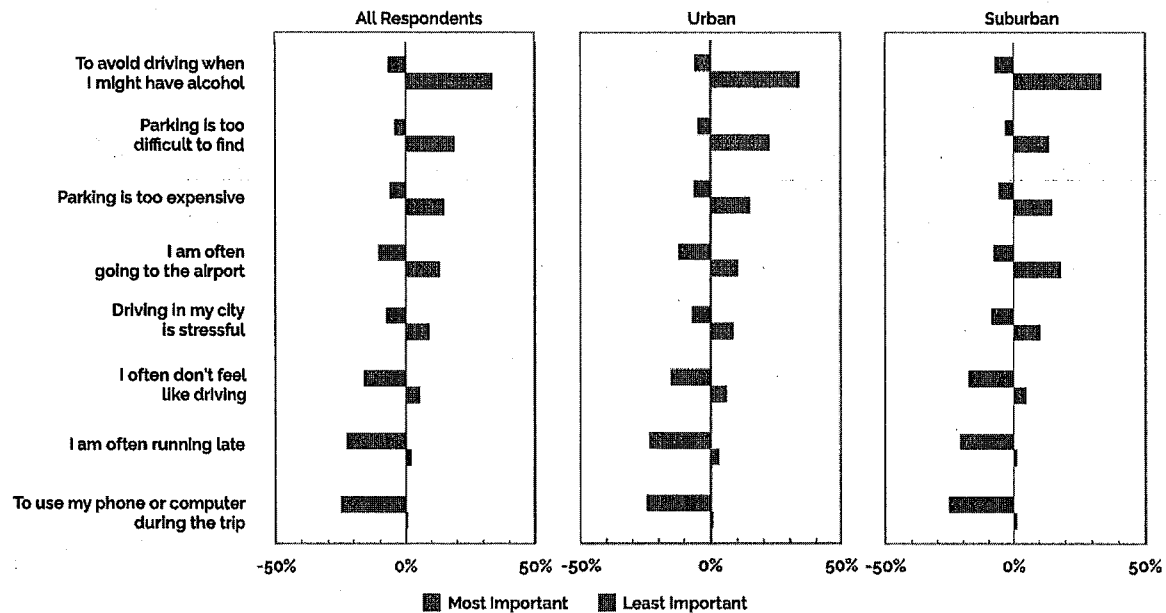 All Respondents
Urban
Suburban
To avoid driving when
I might have alcohol
Parking is too
difficult to find
Parking is too expensive
I am often
going to the airport
Driving in my city
is stressful
I often don't feel
like driving
I am often running late
To use my phone or computer
during the trip
-50%
0%
50%
-50%
0%
50%
-50%
0%
50%
Most Important
Least Important